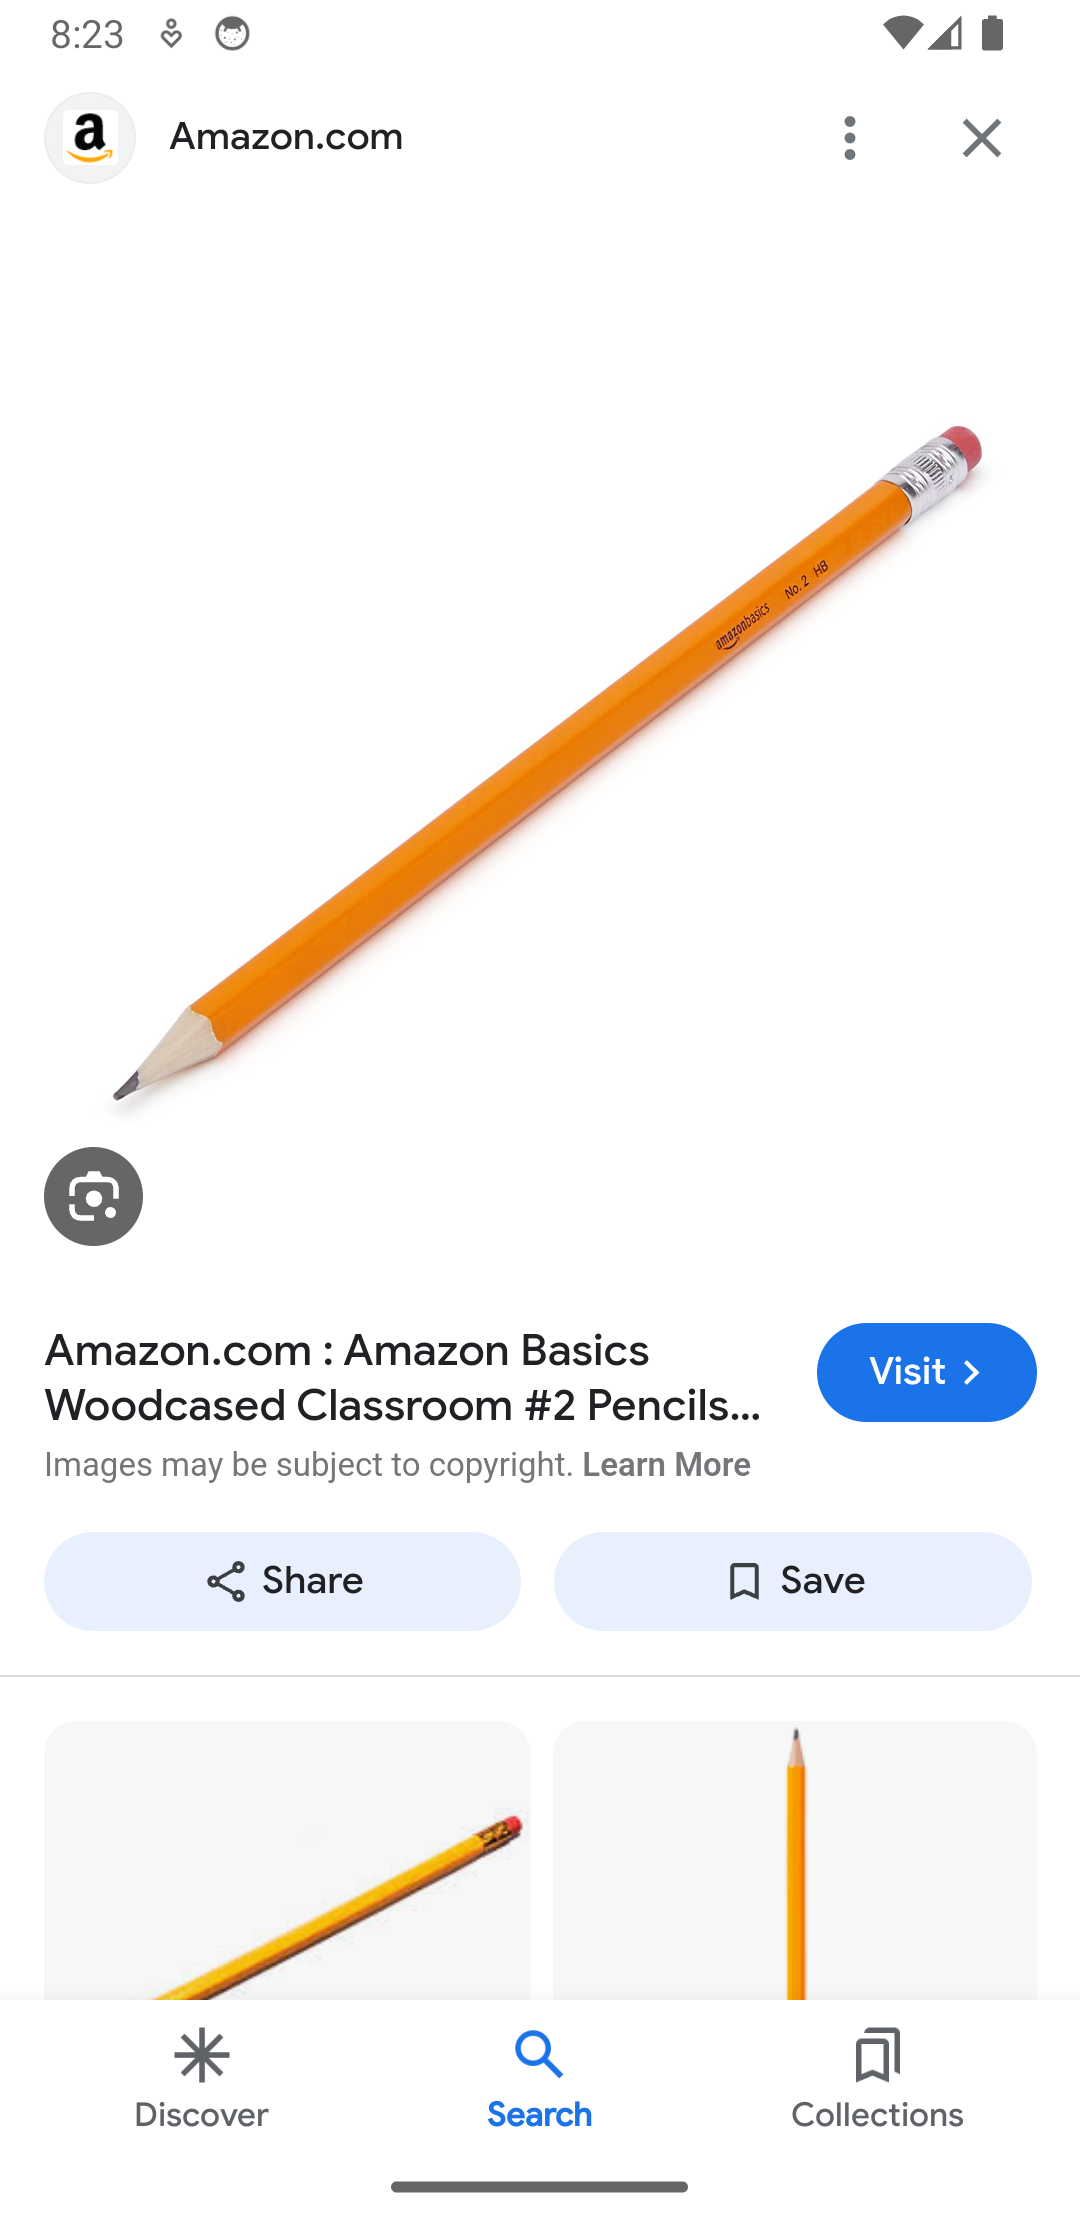 8:23
a
Amazon.com
amazonbasics No. 2 HB
Amazon.com : Amazon Basics
Woodcased Classroom #2 Pencils...
Visit
Images may be subject to copyright. Learn More
Share
Save
Discover
Search
Collections